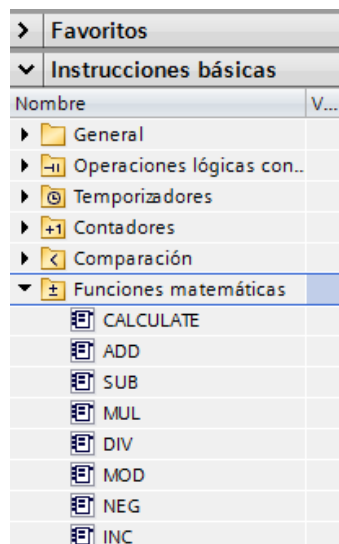 Favoritos
Instrucciones básicas
Nombre V...
General
Operaciones lógicas con..
Temporizadores
+1 Contadores
Comparación
Funciones matemáticas
CALCULATE
ADD
SUB
MUL
DIV
MOD
NEG
INC